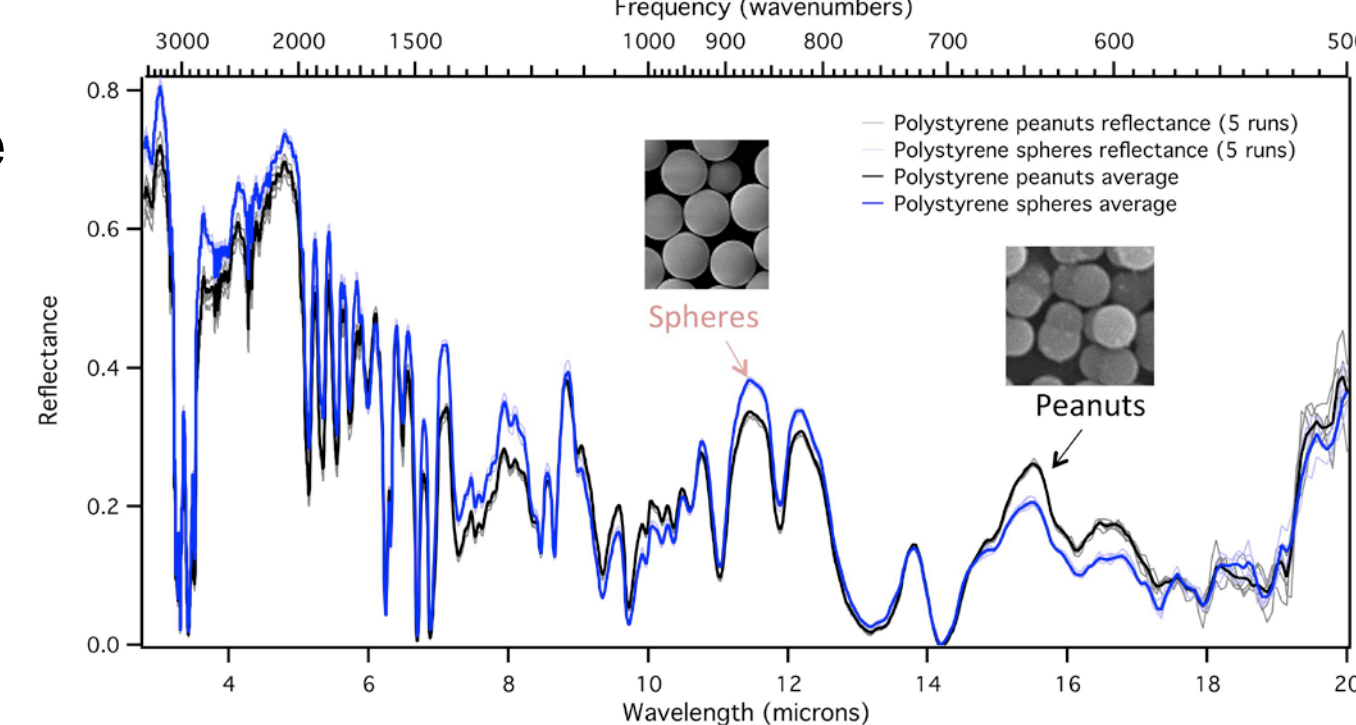 Frequency (wavenumbers)
3000 2000 1500 1000 900 800 700 600 500
e
0.8
0.6
0.4
0.2
0.0
Reflectance
Polystyrene peanuts reflectance (5 runs)
Polystyrene spheres reflectance (5 runs)
Polystyrene peanuts average
Polystyrene spheres average
Spheres
Peanuts
4 6 8 10 12 14 16 18 20
Wavelength (microns)